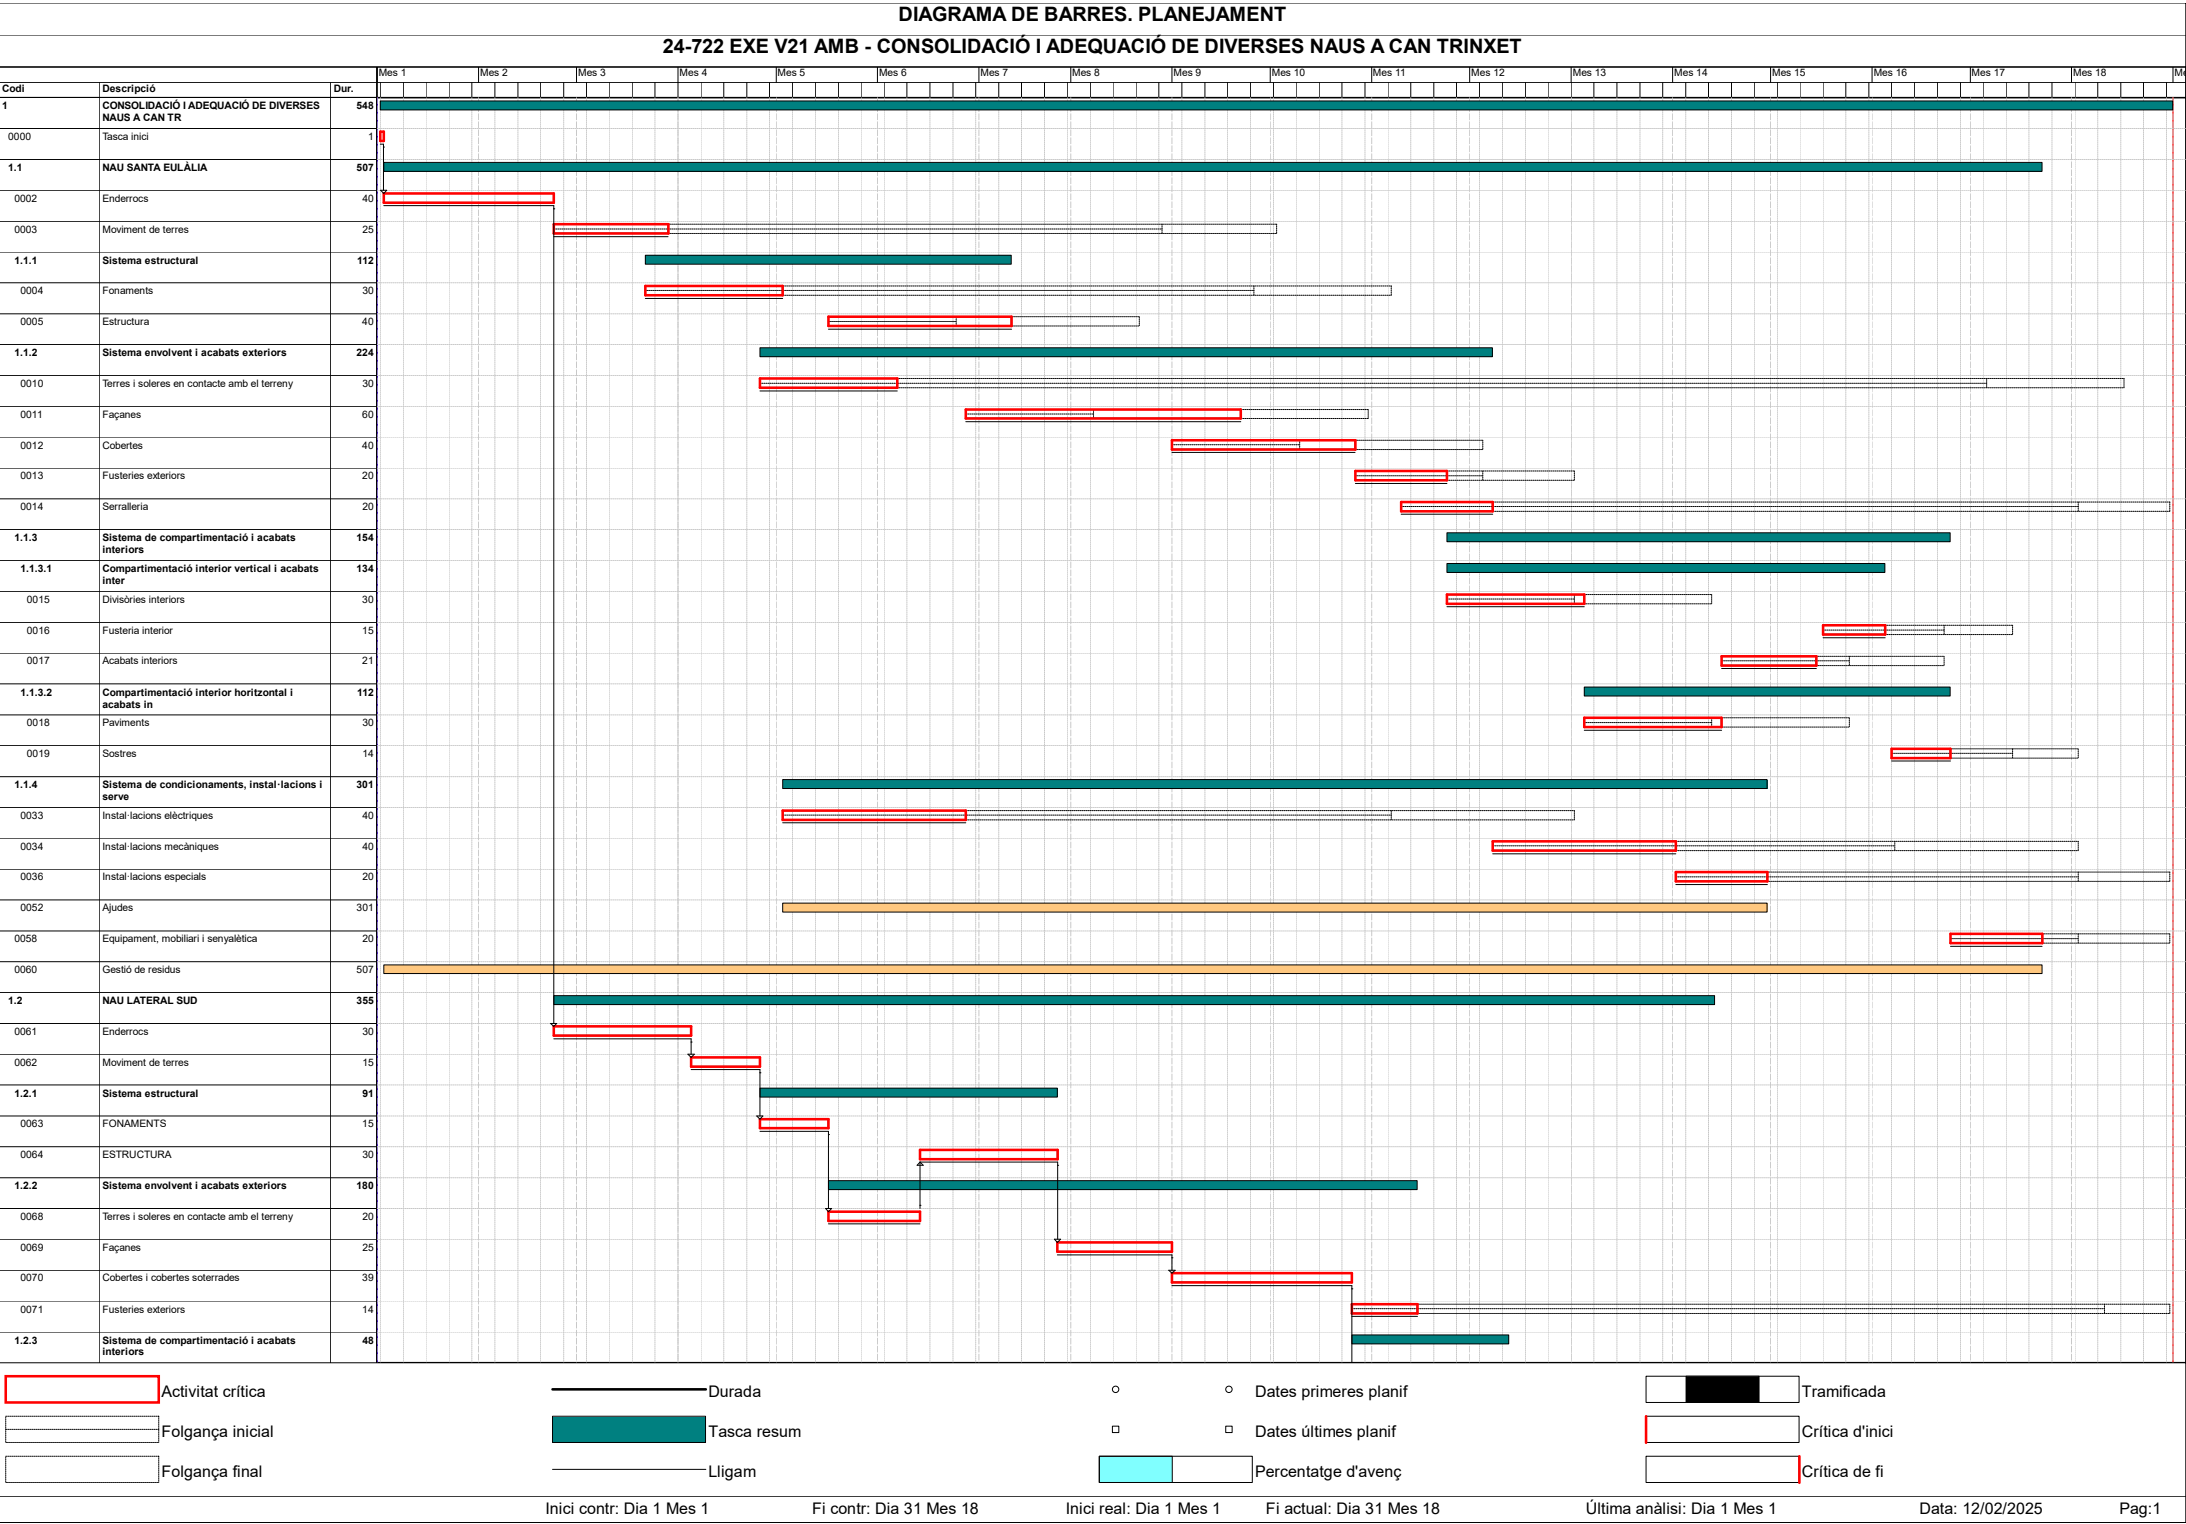 DIAGRAMA DE BARRES. PLANEJAMENT
24-722 EXE V21 AMB - CONSOLIDACIÓ I ADEQUACIÓ DE DIVERSES NAUS A CAN TRINXET
Mes 1 Mes 2 Mes 3 Mes 4 Mes 5 Mes 6 Mes 7 Mes 8 Mes 9 Mes 10 Mes 11 Mes 12 Mes 13 Mes 14 Mes 15 Mes 16 Mes 17 Mes 18 Me
Codi Descripció Dur.
1 CONSOLIDACIÓ I ADEQUACIÓ DE DIVERSES 548
NAUS A CAN TR
0000 Tasca inici 1
1.1 NAU SANTA EULÀLIA 507
0002 Enderrocs 40
0003 Moviment de terres 25
1.1.1 Sistema estructural 112
0004 Fonaments 30
0005 Estructura 40
1.1.2 Sistema envolvent i acabats exteriors 224
0010 Terres i soleres en contacte amb el terreny 30
0011 Façanes 60
0012 Cobertes 40
0013 Fusteries exteriors 20
0014 Serralleria 20
1.1.3 Sistema de compartimentació i acabats 154
interiors
1.1.3.1 Compartimentació interior vertical i acabats 134
inter
0015 Divisòries interiors 30
0016 Fusteria interior 15
0017 Acabats interiors 21
1.1.3.2 Compartimentació interior horitzontal i 112
acabats in
0018 Paviments 30
0019 Sostres 14
1.1.4 Sistema de condicionaments, instal·lacions i 301
serve
0033 Instal·lacions elèctriques 40
0034 Instal·lacions mecàniques 40
0036 Instal·lacions especials 20
0052 Ajudes 301
0058 Equipament, mobiliari i senyalètica 20
0060 Gestió de residus 507
1.2 NAU LATERAL SUD 355
0061 Enderrocs 30
0062 Moviment de terres 15
1.2.1 Sistema estructural 91
0063 FONAMENTS 15
0064 ESTRUCTURA 30
1.2.2 Sistema envolvent i acabats exteriors 180
0068 Terres i soleres en contacte amb el terreny 20
0069 Façanes 25
0070 Cobertes i cobertes soterrades 39
0071 Fusteries exteriors 14
1.2.3 Sistema de compartimentació i acabats 48
interiors
Activitat crítica Durada Dates primeres planif Tramificada
Folgança inicial Tasca resum Dates últimes planif Crítica d'inici
Folgança final Lligam Percentatge d'avenç Crítica de fi
Inici contr: Dia 1 Mes 1 Fi contr: Dia 31 Mes 18 Inici real: Dia 1 Mes 1 Fi actual: Dia 31 Mes 18 Última anàlisi: Dia 1 Mes 1 Data: 12/02/2025 Pag:1